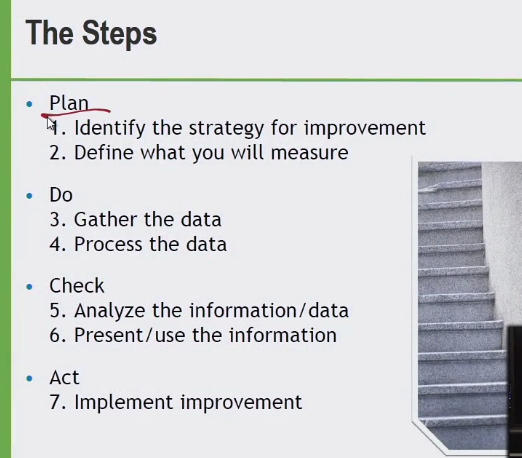 The Steps
• Plan
1. Identify the strategy for improvement
2. Define what you will measure
• Do
3. Gather the data
4. Process the data
• Check
5. Analyze the information/data
6. Present/use the information
• Act
7. Implement improvement